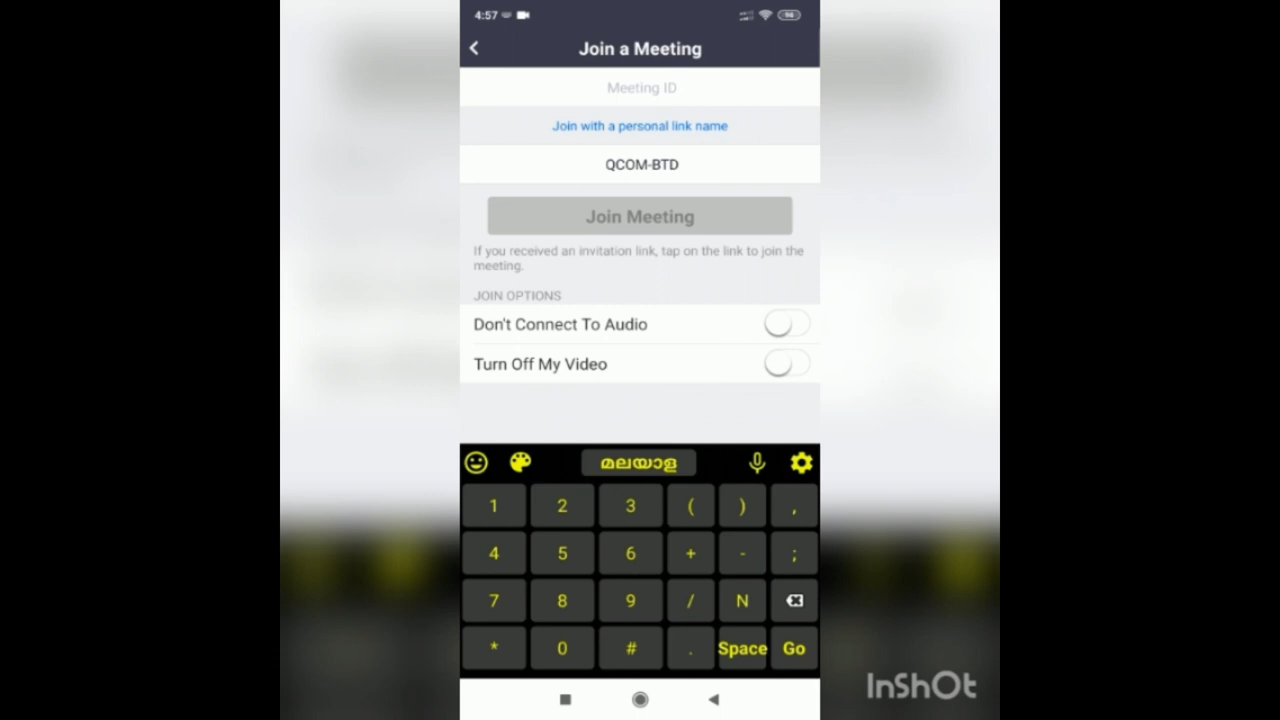 4:57
98
Join a Meeting
Meeting ID
Join with a personal link name
QCOM-BTD
Join Meeting
If you received an invitation link, tap on the link to join the
meeting.
JOIN OPTIONS
Don't Connect To Audio
Turn Off My Video
മലയാള
1 2 3 ( ) ,
4 5 6 + - ;
7 8 9 / N
* 0 # . Space Go
InShOt